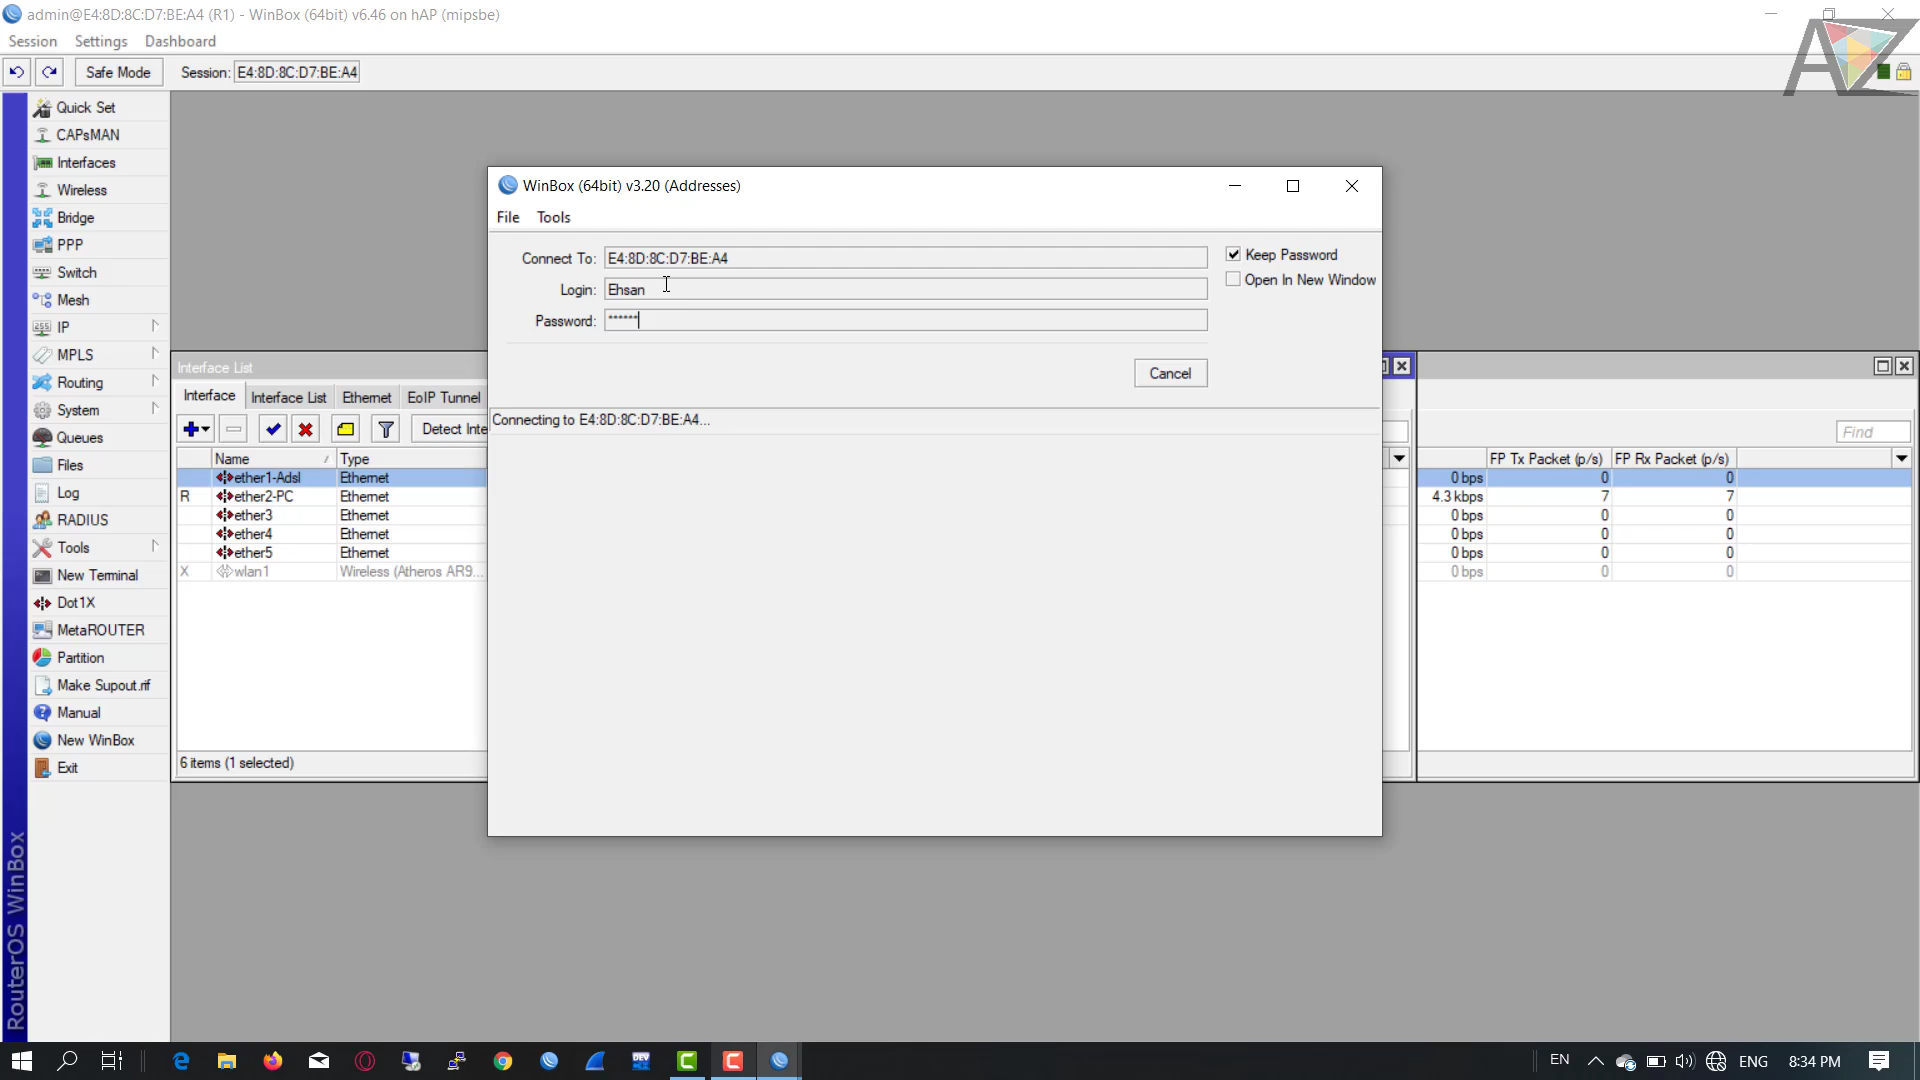 admin@E4:8D:8C:D7:BE:A4 (R1) - WinBox (64bit) v6.46 on hAP (mipsbe)
Session Settings Dashboard
Safe Mode Session: E4:8D:8C:D7:BE:A4
AZ
Quick Set
CAPsMAN
Interfaces
Wireless
Bridge
PPP
Switch
Mesh
IP
MPLS
Routing
System
Queues
Files
Log
RADIUS
Tools
New Terminal
Dot1X
MetaROUTER
Partition
Make Supout.rif
Manual
New WinBox
Exit
RouterOS WinBox
WinBox (64bit) v3.20 (Addresses)
File Tools
Connect To: E4:8D:8C:D7:BE:A4
Keep Password
Login: Ehsan
Open In New Window
Password: ******
Cancel
Connecting to E4:8D:8C:D7:BE:A4...
Interface List
Interface Interface List Ethernet EoIP Tunnel
Detect Inte
Find
Name Type FP Tx Packet (p/s) FP Rx Packet (p/s)
ether1-Adsl Ethernet 0 bps 0 0
R ether2-PC Ethernet 4.3 kbps 7 7
ether3 Ethernet 0 bps 0 0
ether4 Ethernet 0 bps 0 0
ether5 Ethernet 0 bps 0 0
X wlan1 Wireless (Atheros AR9... 0 bps 0 0
6 items (1 selected)
DEV
EN ENG 8:34 PM